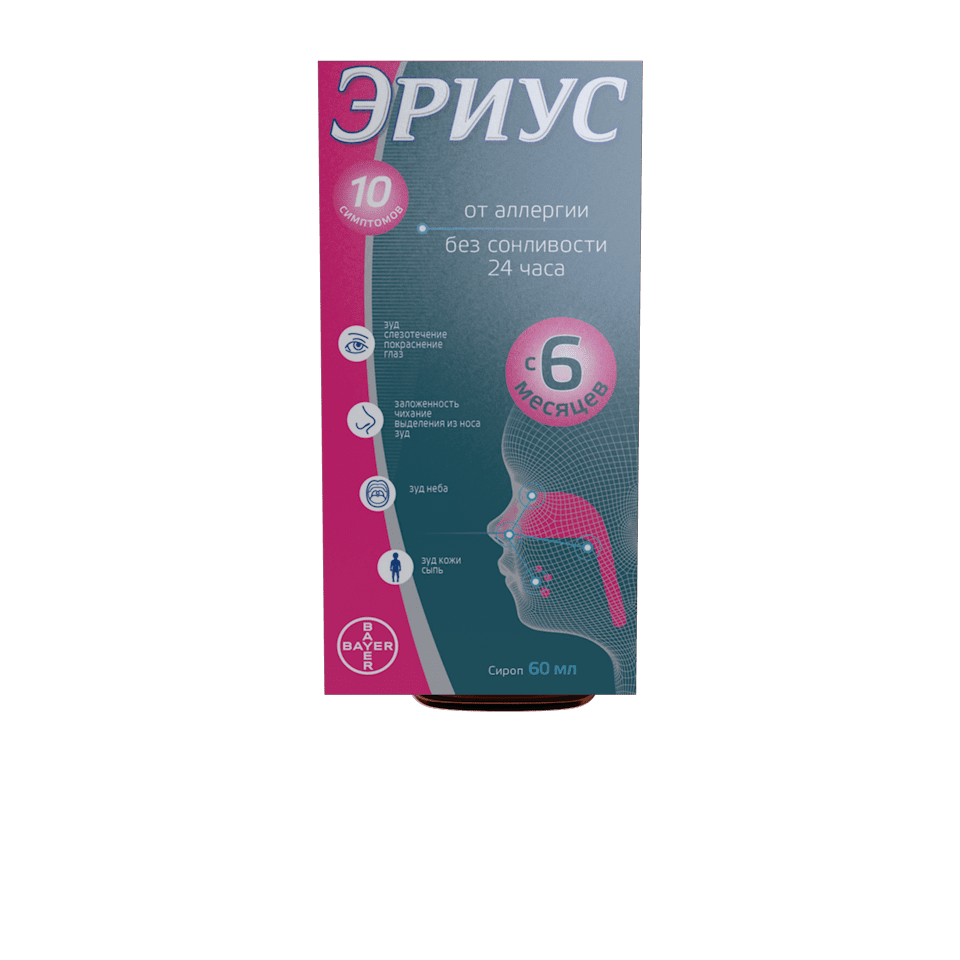 ЭРИУС
10
СИМПТОМОВ
от аллергии
без сонливости
24 часа
зуд
слезотечение
покраснение
глаз
с 6
месяцев
заложенность
чихание
выделения из носа
зуд
зуд неба
зуд кожи
сыпь
BAYER
BAYER
Сироп 60 мл